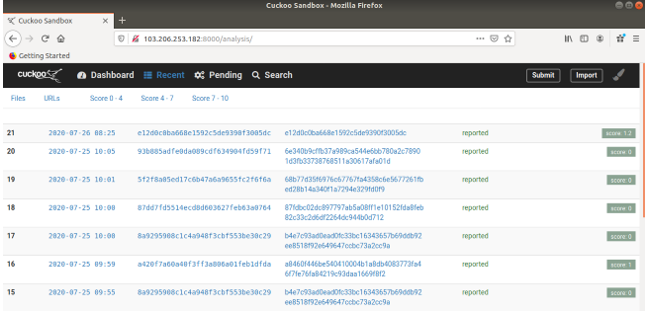 Cuckoo Sandbox - Mozilla Firefox
Cuckoo Sandbox
103.206.253.182:8000/analysis/
Getting Started
cuckoo Dashboard Recent Pending Search Submit Import
Files URLs Score 0 - 4 Score 4 - 7 Score 7 - 10
21 2020-07-26 08:25 e12d0c0ba668e1592c5de9390f3005dc e12d0c0ba668e1592c5de9390f3005dc reported score: 1.2
20 2020-07-25 10:05 93b885adfe0da089cdf634904fd59f71 6e340b9cffb37a989ca544e6bb780a2c7890
1d3fb33738768511a30617afa01d reported score: 0
19 2020-07-25 10:01 5f2f8a05ed17c6b47a6a9655fc2f6f6a 68b77d35f6976c67767fa4358c6e5677261fb
ed28b14a340f1a7294e329fd0f9 reported score: 0
18 2020-07-25 10:00 87dd7fd5514ecd8d603627feb63a0764 87fdbc02dc897797ab5a08ff1e10152fda8feb
82c33c2d6df2264dc944b0d712 reported score: 0
17 2020-07-25 10:00 8a9295908c1c4a948f3cbf553be30c29 b4e7c93ad0ead0fc33bc16343657b69ddb92
ee8518f92e649647ccbc73a2cc9a reported score: 0
16 2020-07-25 09:59 a420f7a60a40f3ff3a806a01feb1dfda a8460f446be540410004b1a8db4083773fa4
6f7fe76fa84219c93daa1669f8f2 reported score: 1
15 2020-07-25 09:55 8a9295908c1c4a948f3cbf553be30c29 b4e7c93ad0ead0fc33bc16343657b69ddb92
ee8518f92e649647ccbc73a2cc9a reported score: 0